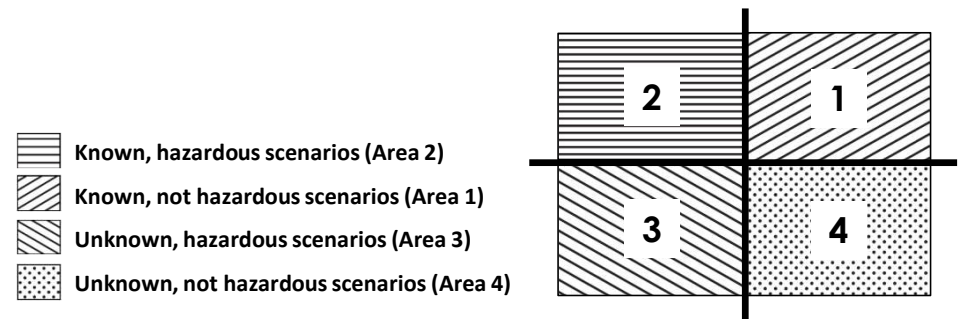 Known, hazardous scenarios (Area 2)
Known, not hazardous scenarios (Area 1)
Unknown, hazardous scenarios (Area 3)
Unknown, not hazardous scenarios (Area 4)
2
1
3
4